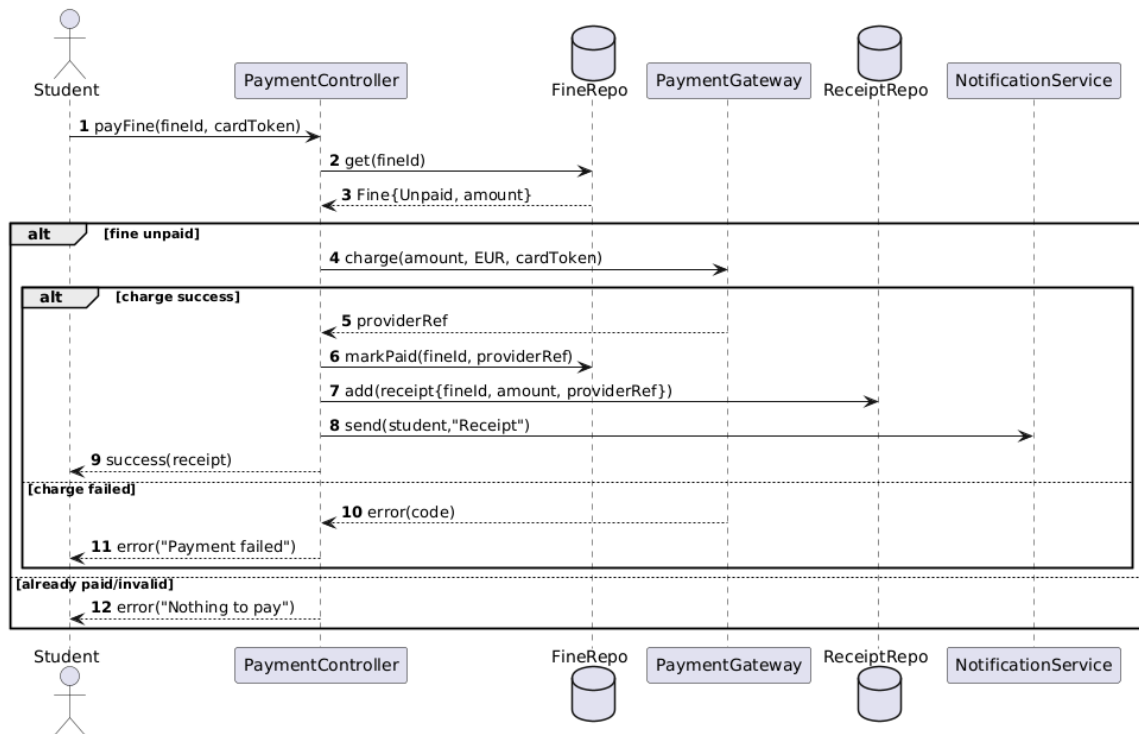 Student
PaymentController
FineRepo
PaymentGateway
ReceiptRepo
NotificationService
1 payFine(fineId, cardToken)
2 get(fineId)
3 Fine{Unpaid, amount}
alt [fine unpaid]
4 charge(amount, EUR, cardToken)
alt [charge success]
5 providerRef
6 markPaid(fineId, providerRef)
7 add(receipt{fineId, amount, providerRef})
8 send(student,"Receipt")
9 success(receipt)
[charge failed]
10 error(code)
11 error("Payment failed")
[already paid/invalid]
12 error("Nothing to pay")
Student
PaymentController
FineRepo
PaymentGateway
ReceiptRepo
NotificationService